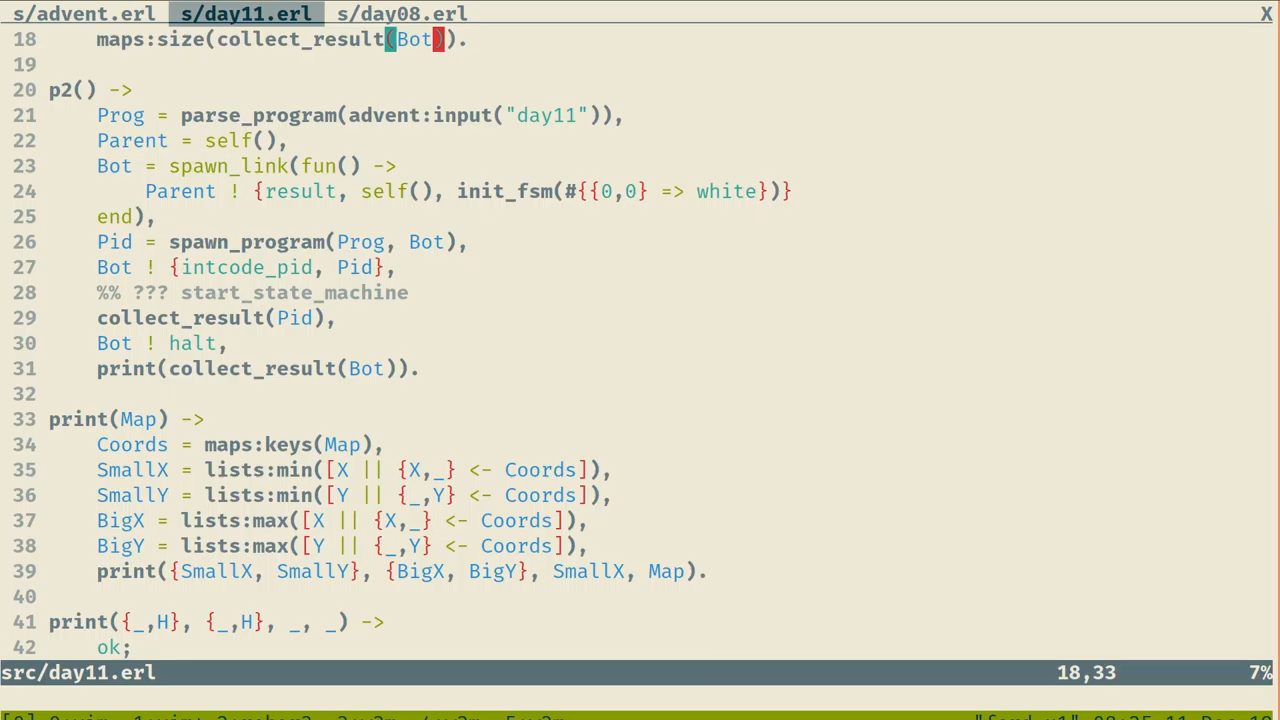 s/advent.erl  s/day11.erl  s/day08.erl X
18     maps:size(collect_result(Bot)).
19
20 p2() ->
21     Prog = parse_program(advent:input("day11")),
22     Parent = self(),
23     Bot = spawn_link(fun() ->
24         Parent ! {result, self(), init_fsm(#{{0,0} => white})}
25     end),
26     Pid = spawn_program(Prog, Bot),
27     Bot ! {intcode_pid, Pid},
28     %% ??? start_state_machine
29     collect_result(Pid),
30     Bot ! halt,
31     print(collect_result(Bot)).
32
33 print(Map) ->
34     Coords = maps:keys(Map),
35     SmallX = lists:min([X || {X,_} <- Coords]),
36     SmallY = lists:min([Y || {_,Y} <- Coords]),
37     BigX = lists:max([X || {X,_} <- Coords]),
38     BigY = lists:max([Y || {_,Y} <- Coords]),
39     print({SmallX, SmallY}, {BigX, BigY}, SmallX, Map).
40
41 print({_,H}, {_,H}, _, _) ->
42     ok;
src/day11.erl 18,33 7%